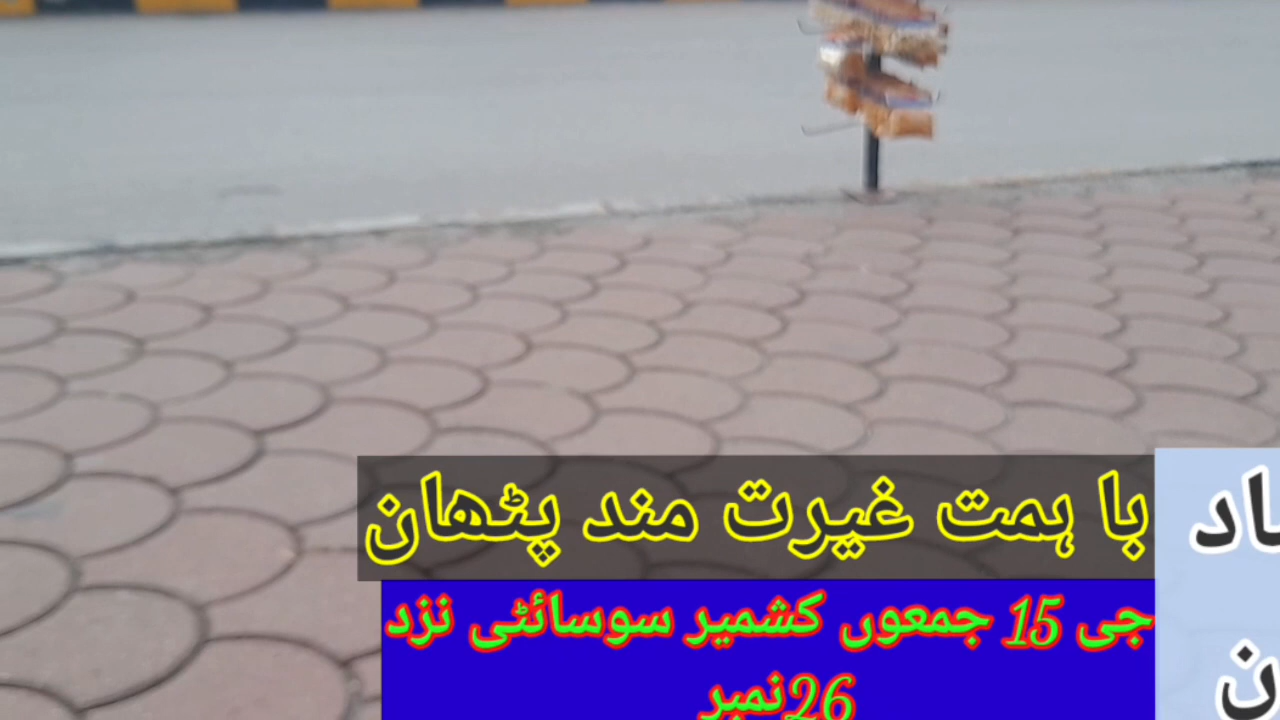 با ہمت غیرت مند پٹھان
جی 15 جمعوں کشمیر سوسائٹی نزد
26نمبر